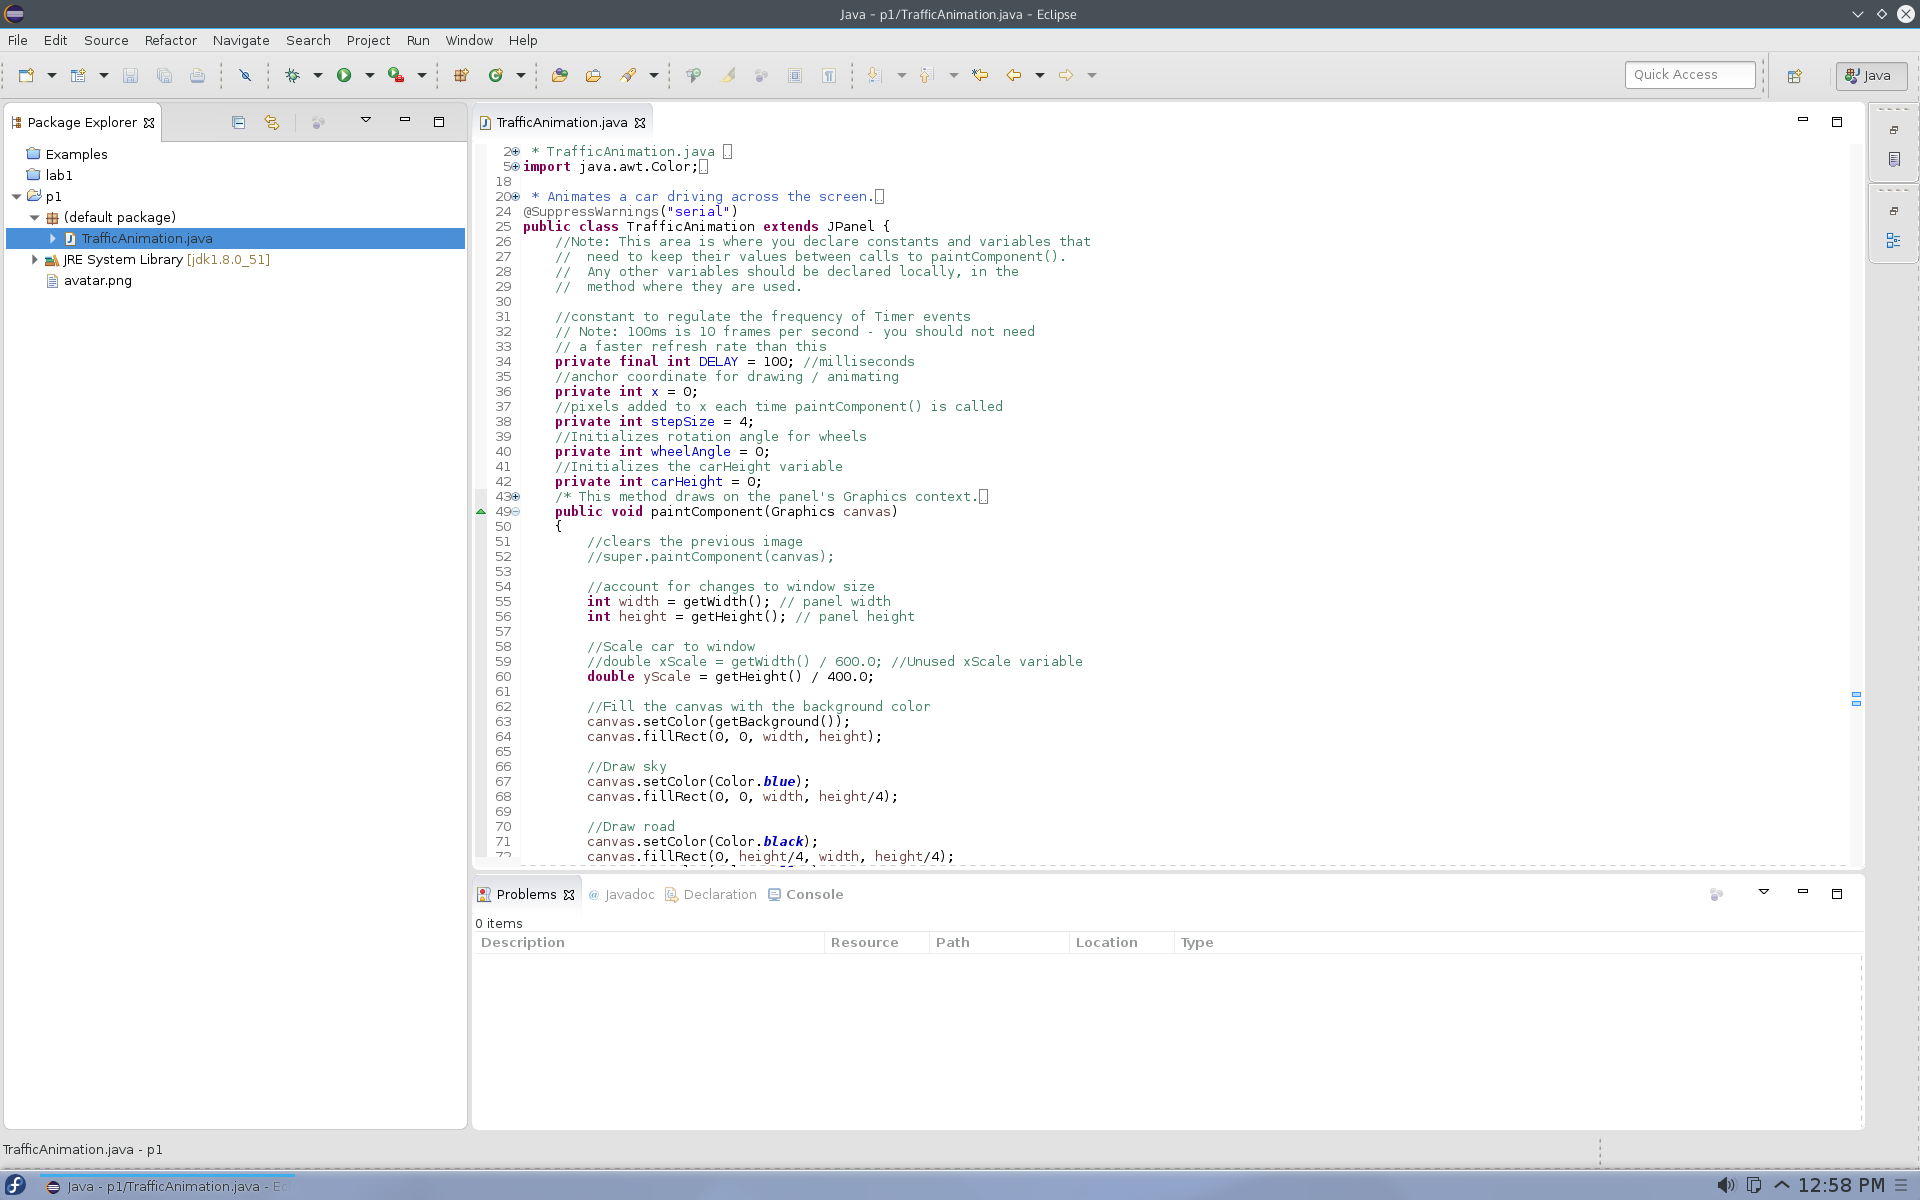 Java - p1/TrafficAnimation.java - Eclipse
File Edit Source Refactor Navigate Search Project Run Window Help
Quick Access
Java
Package Explorer
Examples
lab1
p1
(default package)
TrafficAnimation.java
JRE System Library [jdk1.8.0_51]
avatar.png
TrafficAnimation.java
2 * TrafficAnimation.java
5 import java.awt.Color;
18
20 * Animates a car driving across the screen.
24 @SuppressWarnings("serial")
25 public class TrafficAnimation extends JPanel {
26 //Note: This area is where you declare constants and variables that
27 // need to keep their values between calls to paintComponent().
28 // Any other variables should be declared locally, in the
29 // method where they are used.
30
31 //constant to regulate the frequency of Timer events
32 // Note: 100ms is 10 frames per second - you should not need
33 // a faster refresh rate than this
34 private final int DELAY = 100; //milliseconds
35 //anchor coordinate for drawing / animating
36 private int x = 0;
37 //pixels added to x each time paintComponent() is called
38 private int stepSize = 4;
39 //Initializes rotation angle for wheels
40 private int wheelAngle = 0;
41 //Initializes the carHeight variable
42 private int carHeight = 0;
43 /* This method draws on the panel's Graphics context.
49 public void paintComponent(Graphics canvas)
50 {
51 //clears the previous image
52 //super.paintComponent(canvas);
53
54 //account for changes to window size
55 int width = getWidth(); // panel width
56 int height = getHeight(); // panel height
57
58 //Scale car to window
59 //double xScale = getWidth() / 600.0; //Unused xScale variable
60 double yScale = getHeight() / 400.0;
61
62 //Fill the canvas with the background color
63 canvas.setColor(getBackground());
64 canvas.fillRect(0, 0, width, height);
65
66 //Draw sky
67 canvas.setColor(Color.blue);
68 canvas.fillRect(0, 0, width, height/4);
69
70 //Draw road
71 canvas.setColor(Color.black);
72 canvas.fillRect(0, height/4, width, height/4);
Problems @ Javadoc Declaration Console
0 items
Description Resource Path Location Type
TrafficAnimation.java - p1
Java - p1/TrafficAnimation.java - Ec
12:58 PM